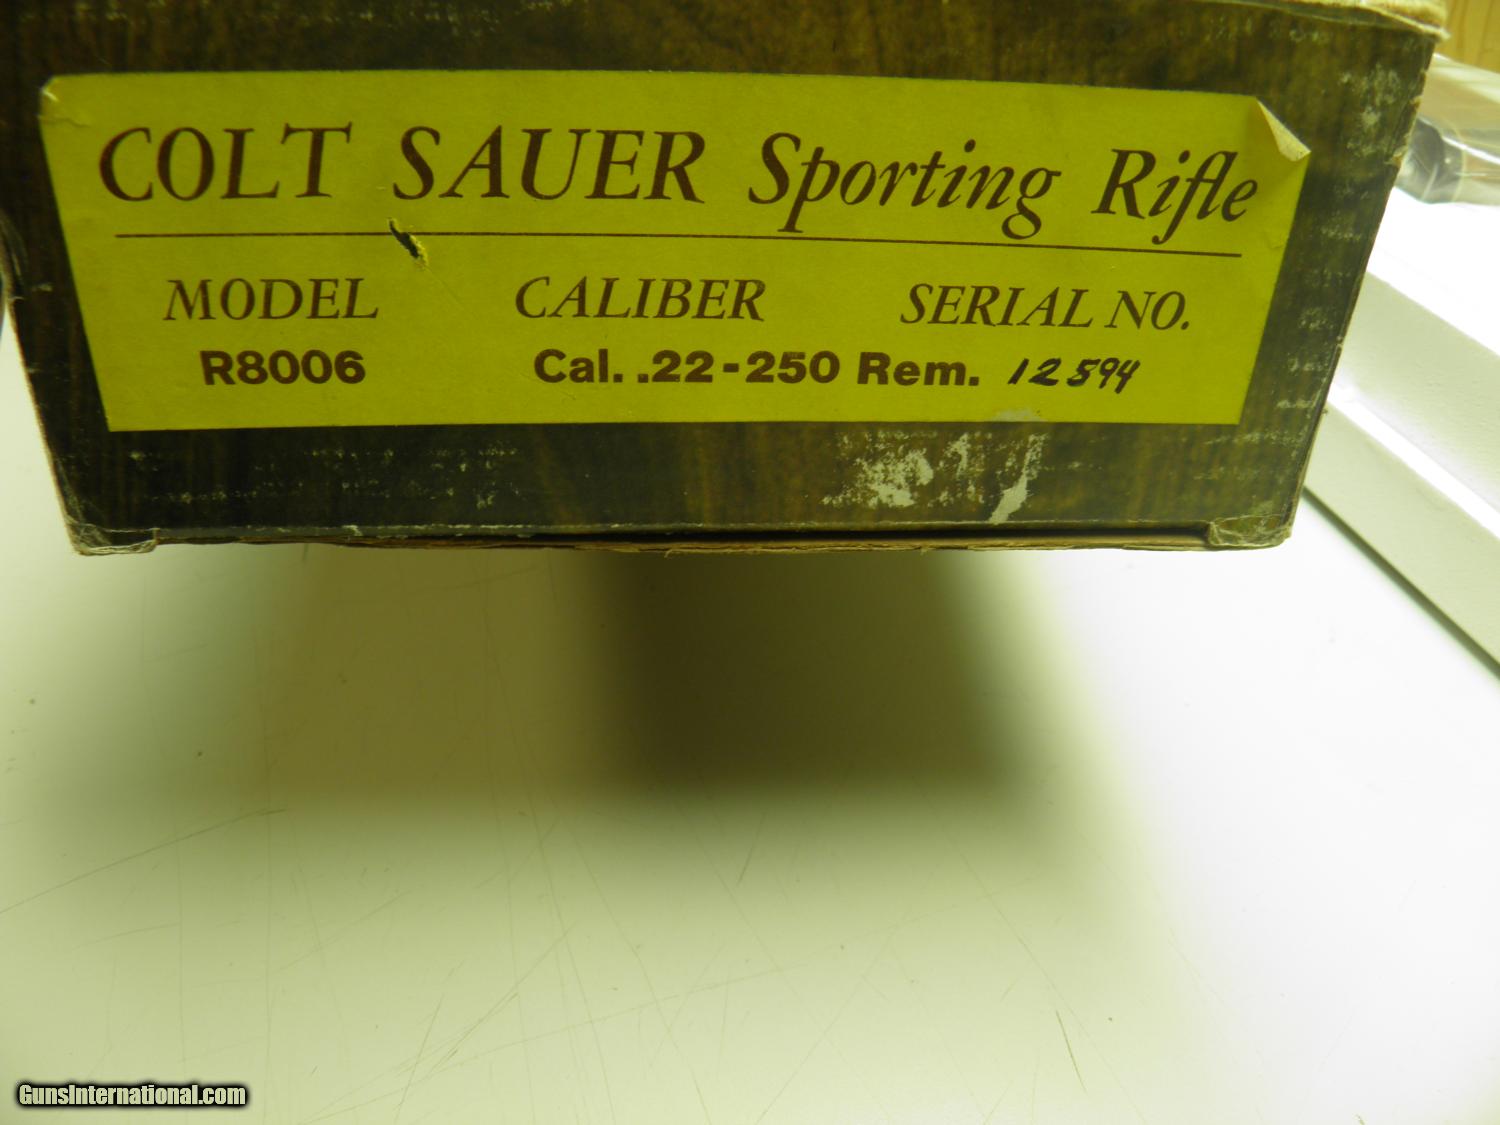 COLT SAUER Sporting Rifle
MODEL CALIBER SERIAL NO.
R8006 Cal. .22-250 Rem. 12594
GunsInternational.com